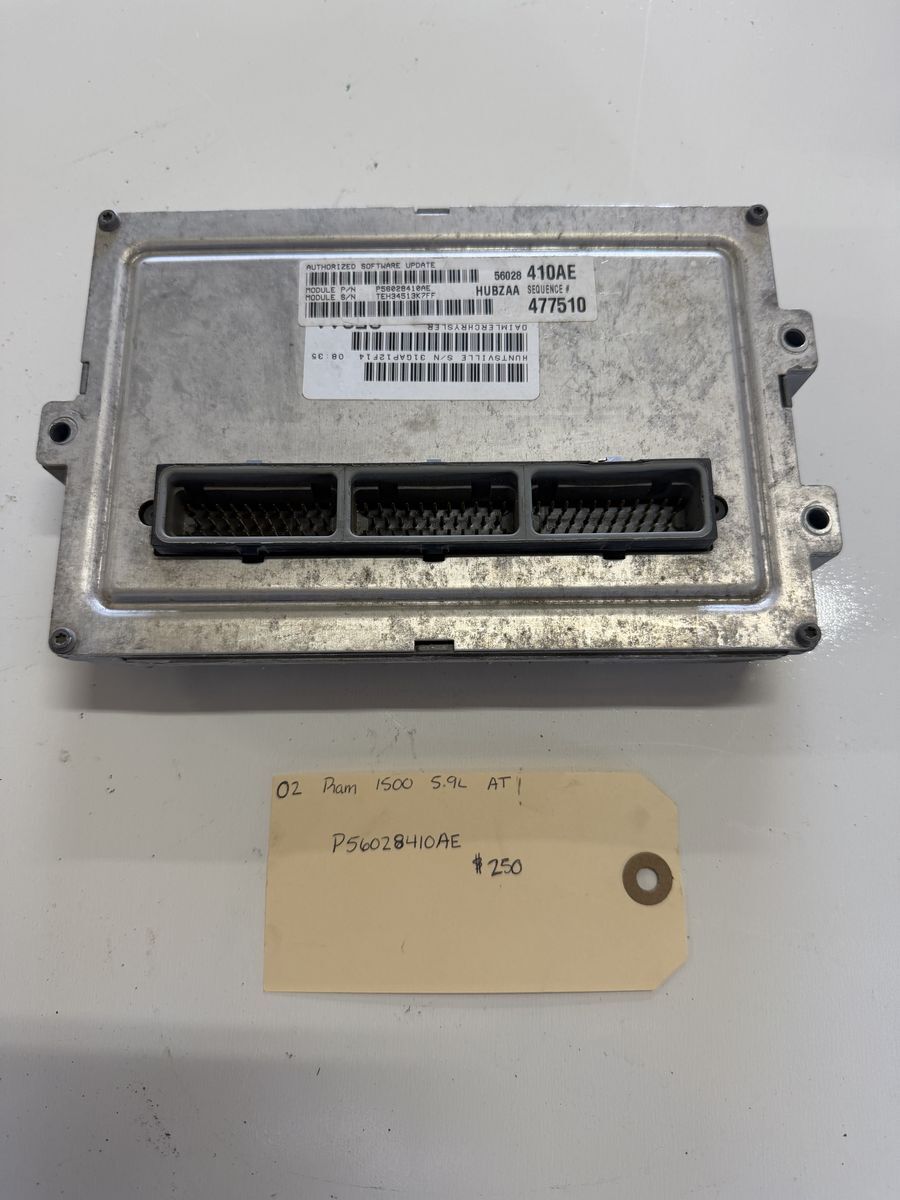 AUTHORIZED SOFTWARE UPDATE
56028 410AE
MODULE P/N P56028410AE
HUBZAA SEQUENCE #
MODULE S/N TEH34513K7FF
477510
DAIMLERCHRYSLER
HUNTSVILLE S/N 31GAP12F14 08:35
02 Ram 1500 5.9L AT
P56028410AE
$250